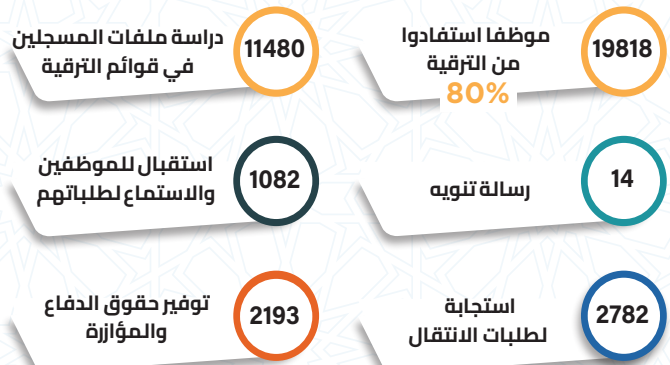 19818
موظفا استفادوا
من الترقية
80%
11480
دراسة ملفات المسجلين
في قوائم الترقية
14
رسالة تنويه
1082
استقبال للموظفين
والاستماع لطلباتهم
2782
استجابة
لطلبات الانتقال
2193
توفير حقوق الدفاع
والمؤازرة